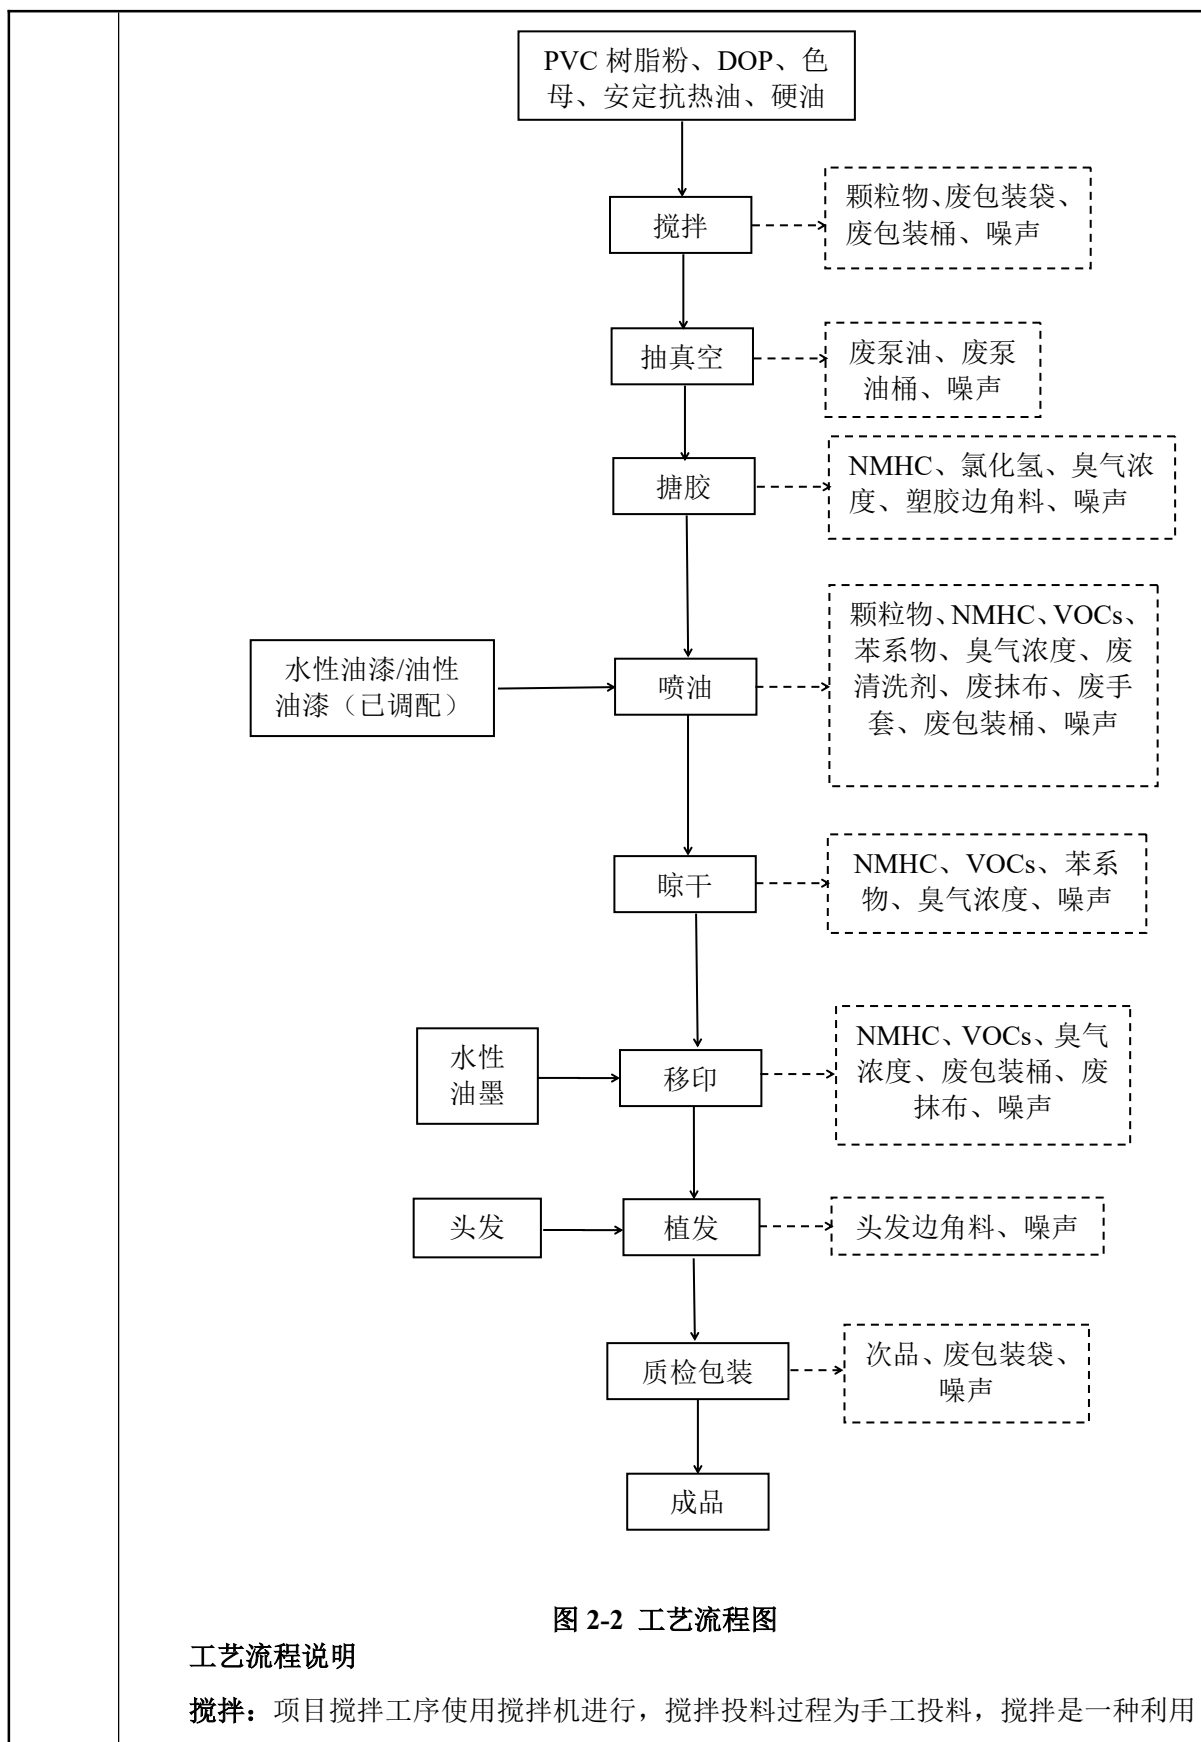 PVC 树脂粉、DOP、色
母、安定抗热油、硬油
搅拌
颗粒物、废包装袋、
废包装桶、噪声
抽真空
废泵油、废泵
油桶、噪声
搪胶
NMHC、氯化氢、臭气浓
度、塑胶边角料、噪声
水性油漆/油性
油漆（已调配）
喷油
颗粒物、NMHC、VOCs、
苯系物、臭气浓度、废
清洗剂、废抹布、废手
套、废包装桶、噪声
晾干
NMHC、VOCs、苯系
物、臭气浓度、噪声
水性
油墨
移印
NMHC、VOCs、臭气
浓度、废包装桶、废
抹布、噪声
头发
植发
头发边角料、噪声
质检包装
次品、废包装袋、
噪声
成品
图 2-2 工艺流程图
工艺流程说明
搅拌：项目搅拌工序使用搅拌机进行，搅拌投料过程为手工投料，搅拌是一种利用